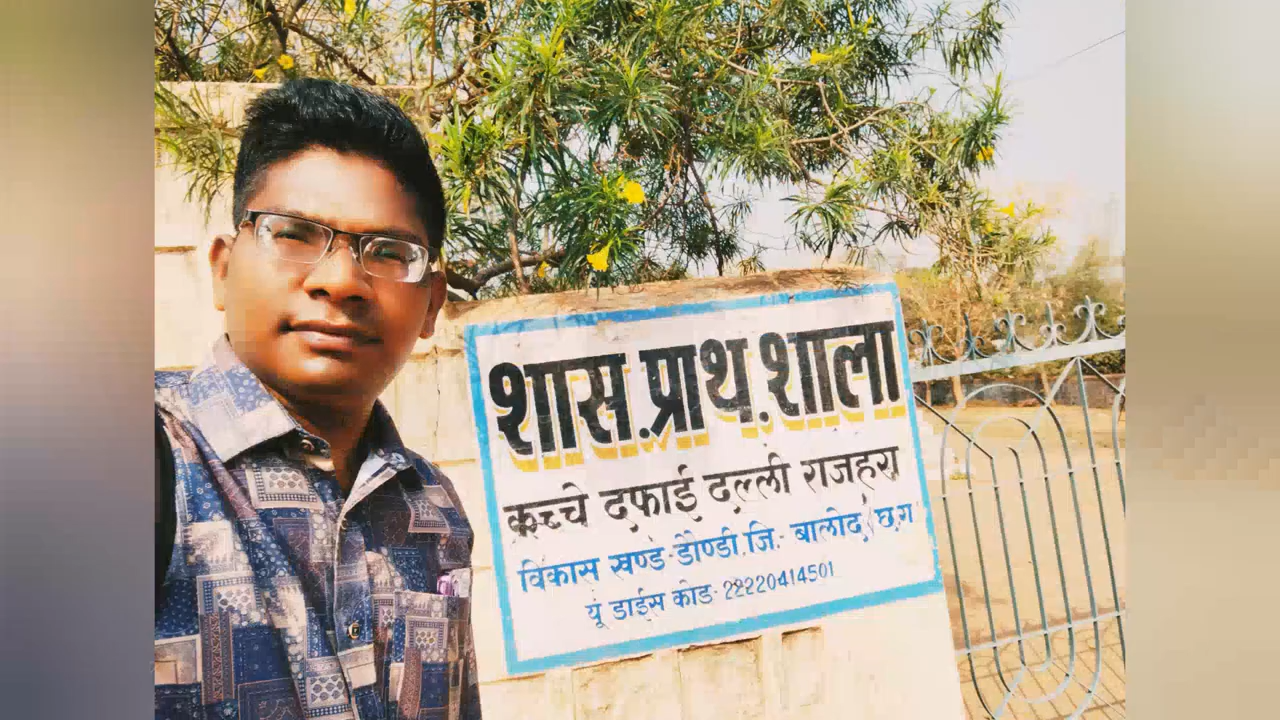 शास.प्राथ.शाला
कच्चे दफाई दल्ली राजहरा
विकास खण्ड-डौण्डी,जि:- बालोद, छ.ग
यू डाईस कोड- 22220414501